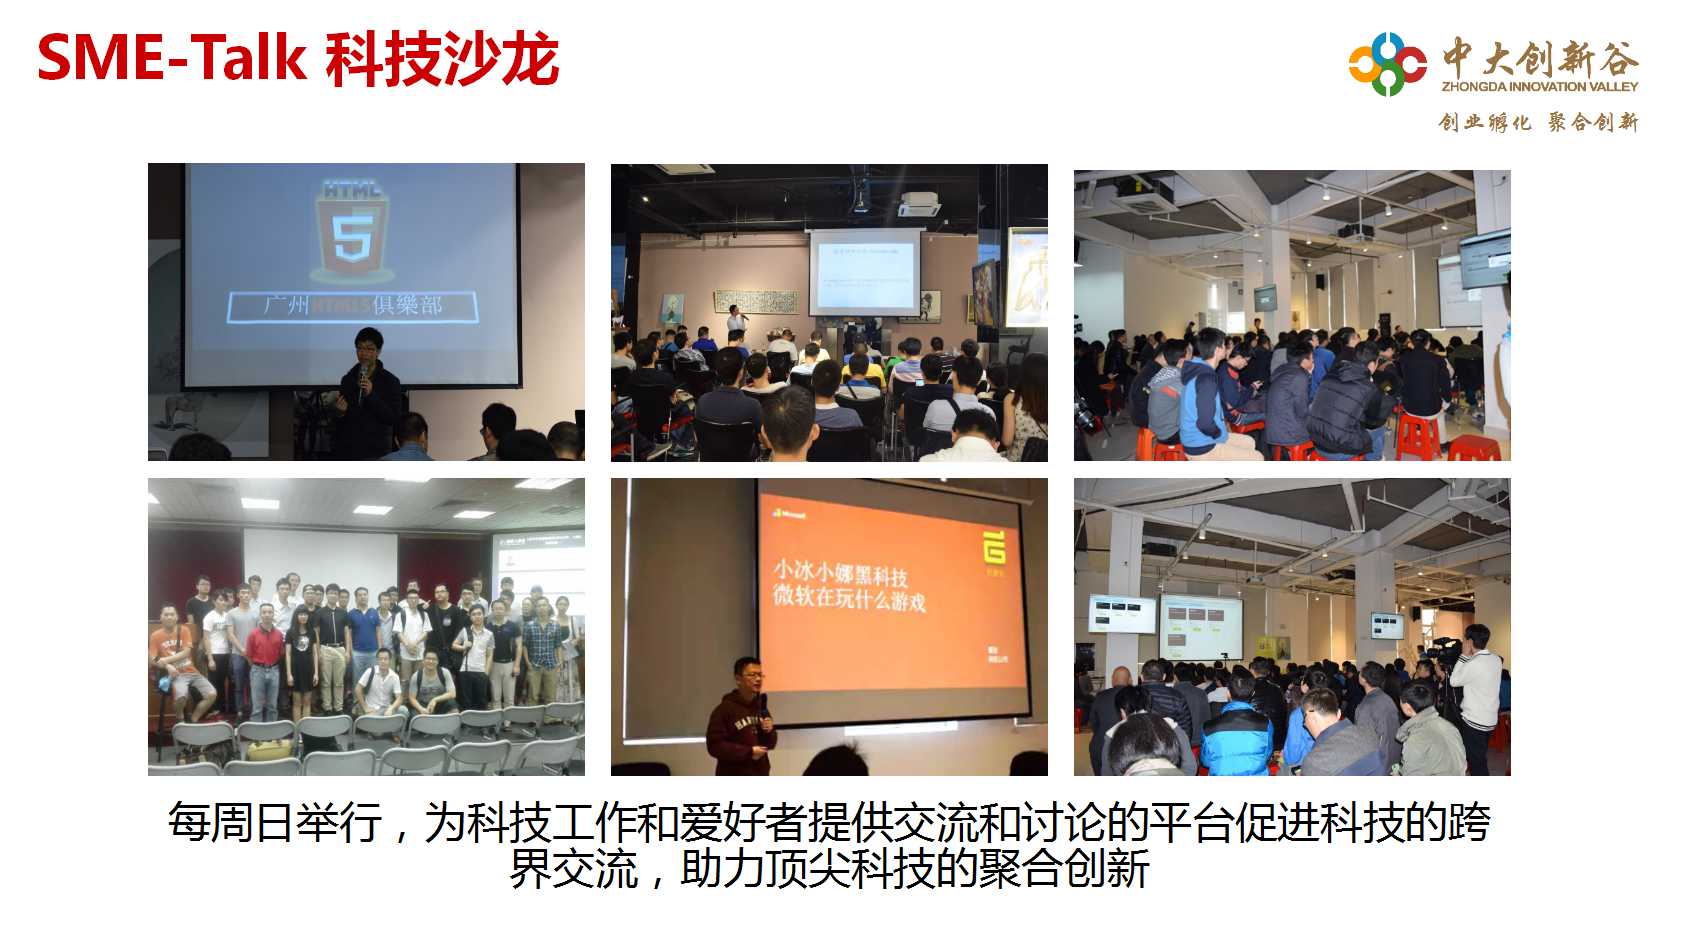 SME-Talk 科技沙龙
中大创新谷
ZHONGDA INNOVATION VALLEY
创业孵化 聚合创新
HTML
5
广州HTML5俱樂部
Microsoft
小冰小娜黑科技
微软在玩什么游戏
每周日举行，为科技工作和爱好者提供交流和讨论的平台促进科技的跨
界交流，助力顶尖科技的聚合创新